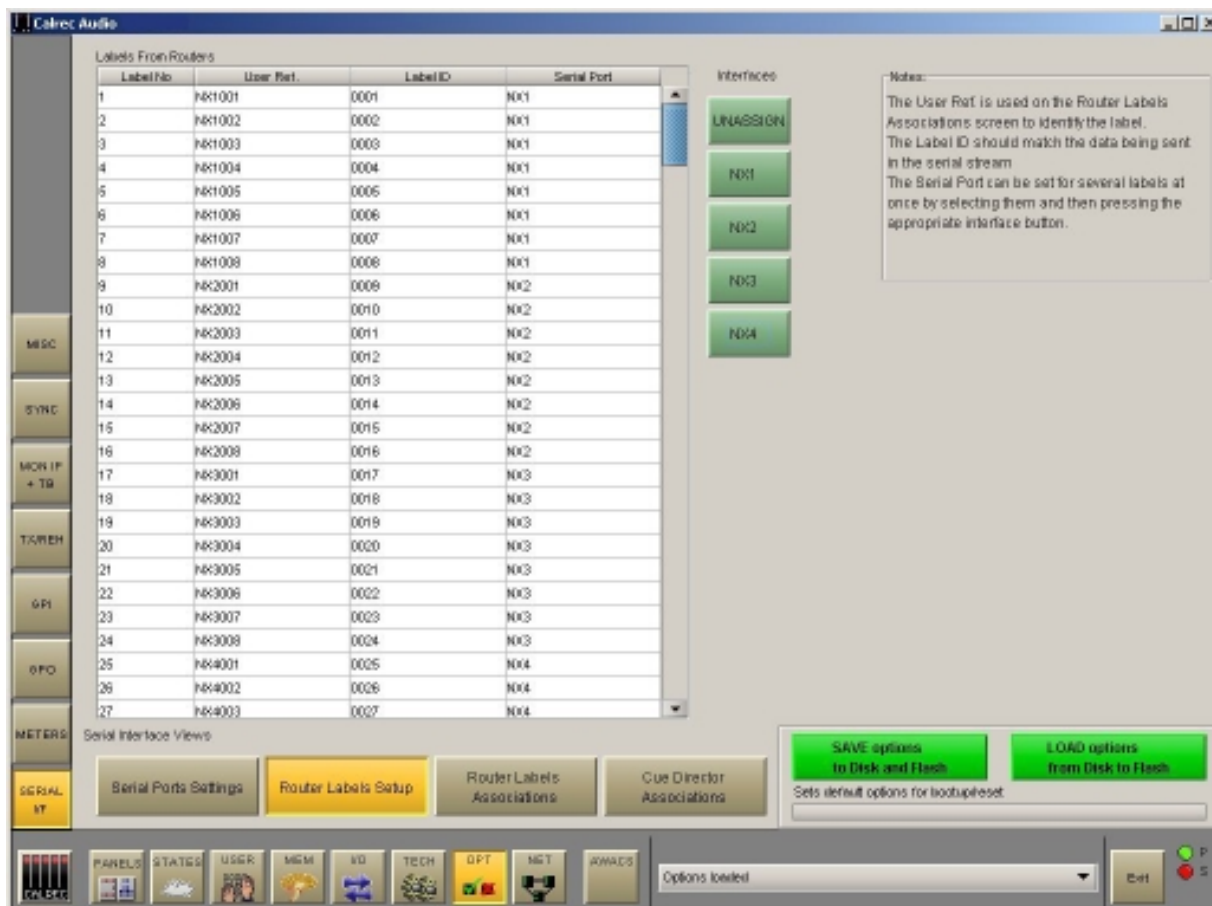 Calrec Audio
Labels From Routers
Label No User Ref. Label ID Serial Port
1 NX1001 0001 NX1
2 NX1002 0002 NX1
3 NX1003 0003 NX1
4 NX1004 0004 NX1
5 NX1005 0005 NX1
6 NX1006 0006 NX1
7 NX1007 0007 NX1
8 NX1008 0008 NX1
9 NX2001 0009 NX2
10 NX2002 0010 NX2
11 NX2003 0011 NX2
12 NX2004 0012 NX2
13 NX2005 0013 NX2
14 NX2006 0014 NX2
15 NX2007 0015 NX2
16 NX2008 0016 NX2
17 NX3001 0017 NX3
18 NX3002 0018 NX3
19 NX3003 0019 NX3
20 NX3004 0020 NX3
21 NX3005 0021 NX3
22 NX3006 0022 NX3
23 NX3007 0023 NX3
24 NX3008 0024 NX3
25 NX4001 0025 NX4
26 NX4002 0026 NX4
27 NX4003 0027 NX4
Interfaces
UNASSIGN
NX1
NX2
NX3
NX4
Notes:
The User Ref. is used on the Router Labels
Associations screen to identify the label.
The Label ID should match the data being sent
in the serial stream
The Serial Port can be set for several labels at
once by selecting them and then pressing the
appropriate interface button.
MISC
SYNC
MON IP
+ TB
TX/REH
GPI
GPO
METERS
SERIAL
I/F
Serial Interface Views
Serial Ports Settings
Router Labels Setup
Router Labels
Associations
Cue Director
Associations
SAVE options
to Disk and Flash
LOAD options
from Disk to Flash
Sets default options for bootup/reset
CALREC
PANELS
STATES
USER
MEM
I/O
TECH
OPT
NET
AWACS
Options loaded
Exit
P
S